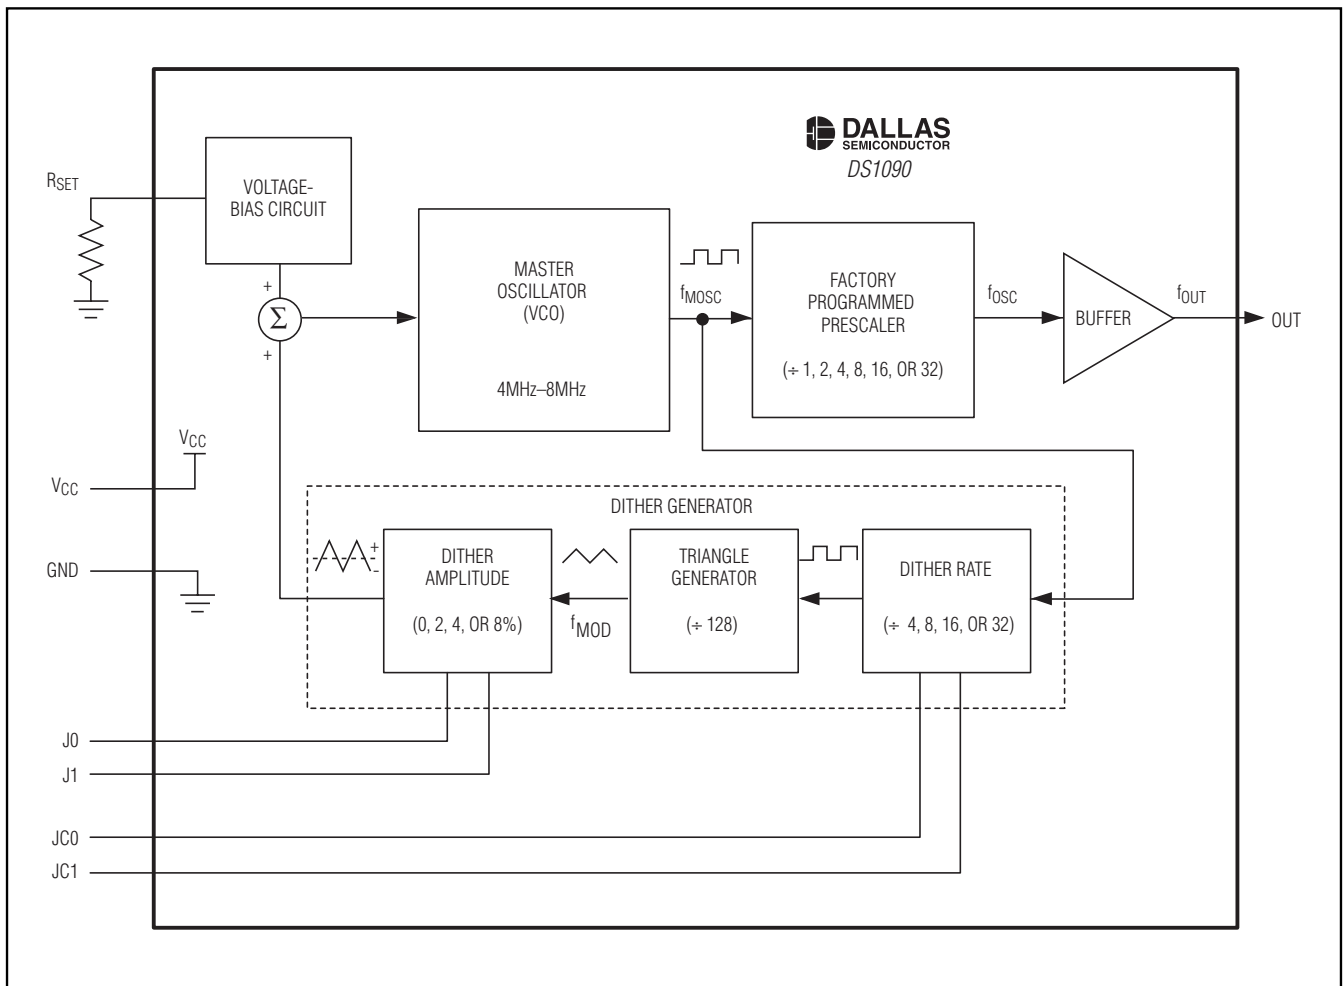 DALLAS
SEMICONDUCTOR
DS1090
RSET
VOLTAGE-
BIAS CIRCUIT
+
Σ
+
MASTER
OSCILLATOR
(VCO)
4MHz–8MHz
fMOSC
FACTORY
PROGRAMMED
PRESCALER
(÷ 1, 2, 4, 8, 16, OR 32)
fOSC
BUFFER
fOUT
OUT
VCC
VCC
GND
DITHER GENERATOR
+
-
DITHER
AMPLITUDE
(0, 2, 4, OR 8%)
fMOD
TRIANGLE
GENERATOR
(÷ 128)
DITHER RATE
(÷ 4, 8, 16, OR 32)
J0
J1
JC0
JC1